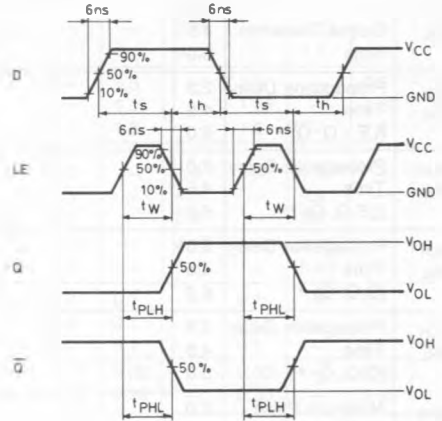 6ns 6ns
D 90% 50% 10% VCC GND
ts th ts th
LE 6ns 6ns 90% 50% 10% 50% VCC GND
tW tW
Q 50% VOH VOL
tPLH tPHL
Q̅ 50% VOH VOL
tPHL tPLH